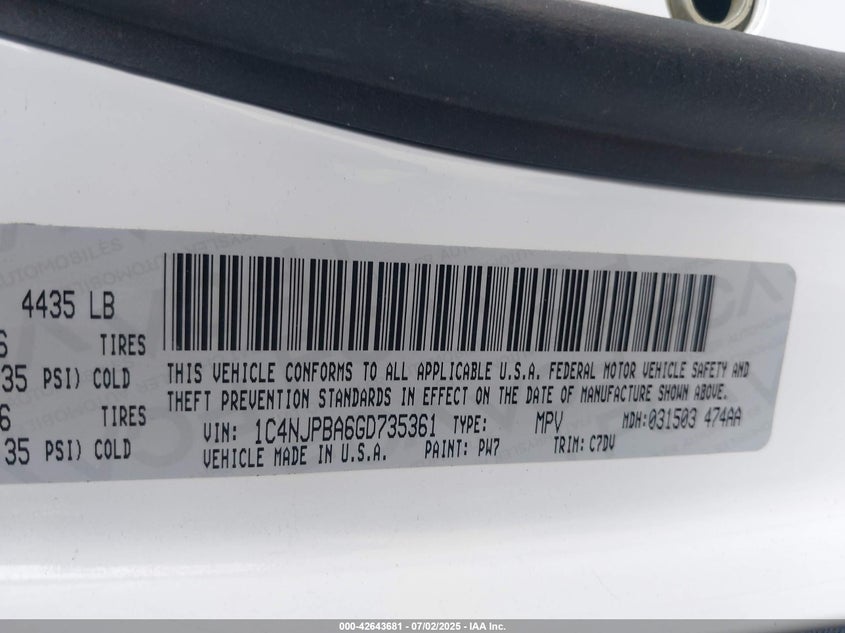 4435 LB
6 TIRES
35 PSI) COLD
6 TIRES
35 PSI) COLD
THIS VEHICLE CONFORMS TO ALL APPLICABLE U.S.A. FEDERAL MOTOR VEHICLE SAFETY AND
THEFT PREVENTION STANDARDS IN EFFECT ON THE DATE OF MANUFACTURE SHOWN ABOVE.
VIN: 1C4NJPBA6GD735361 TYPE: MPV MDH:031503 474AA
VEHICLE MADE IN U.S.A. PAINT: PW7 TRIM: C7DV
000-42643681 - 07/02/2025 - IAA Inc.